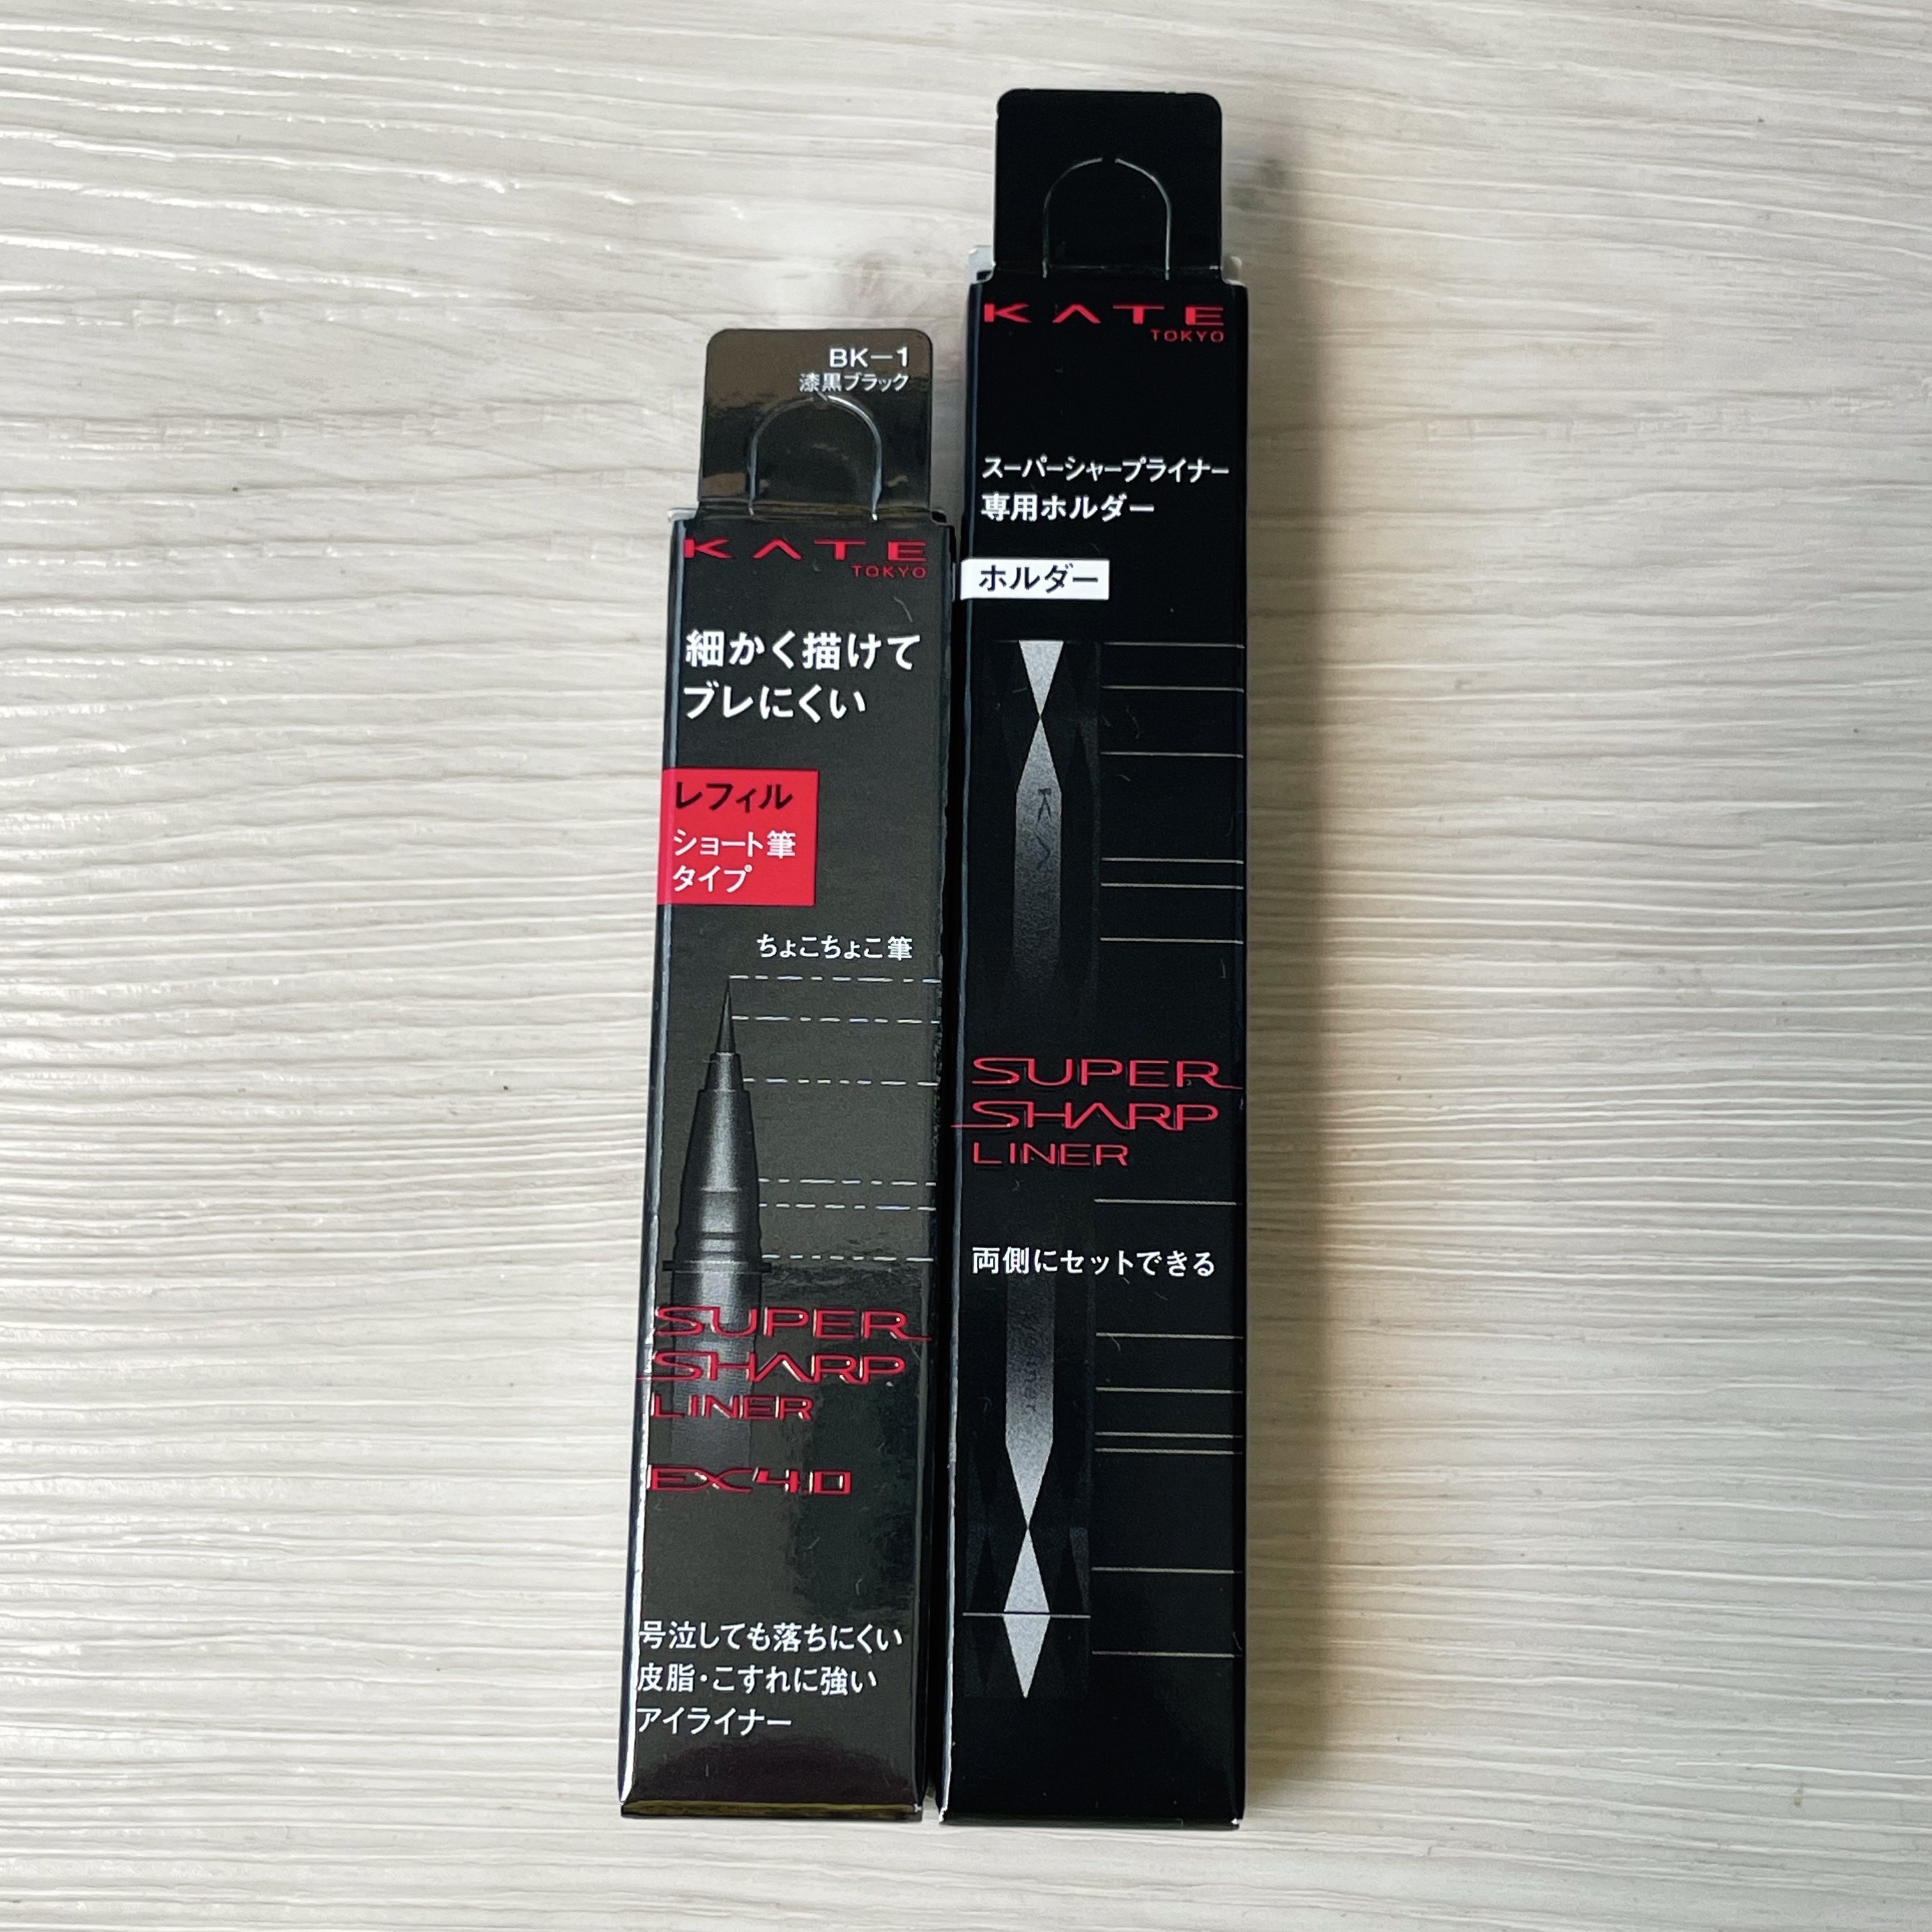 BK-1
漆黒ブラック
KATE
TOKYO
細かく描けて
ブレにくい
レフィル
ショート筆
タイプ
ちょこちょこ筆
SUPER
SHARP
LINER
EX4.0
号泣しても落ちにくい
皮脂・こすれに強い
アイライナー
KATE
TOKYO
スーパーシャープライナー
専用ホルダー
ホルダー
KA
SUPER
SHARP
LINER
両側にセットできる